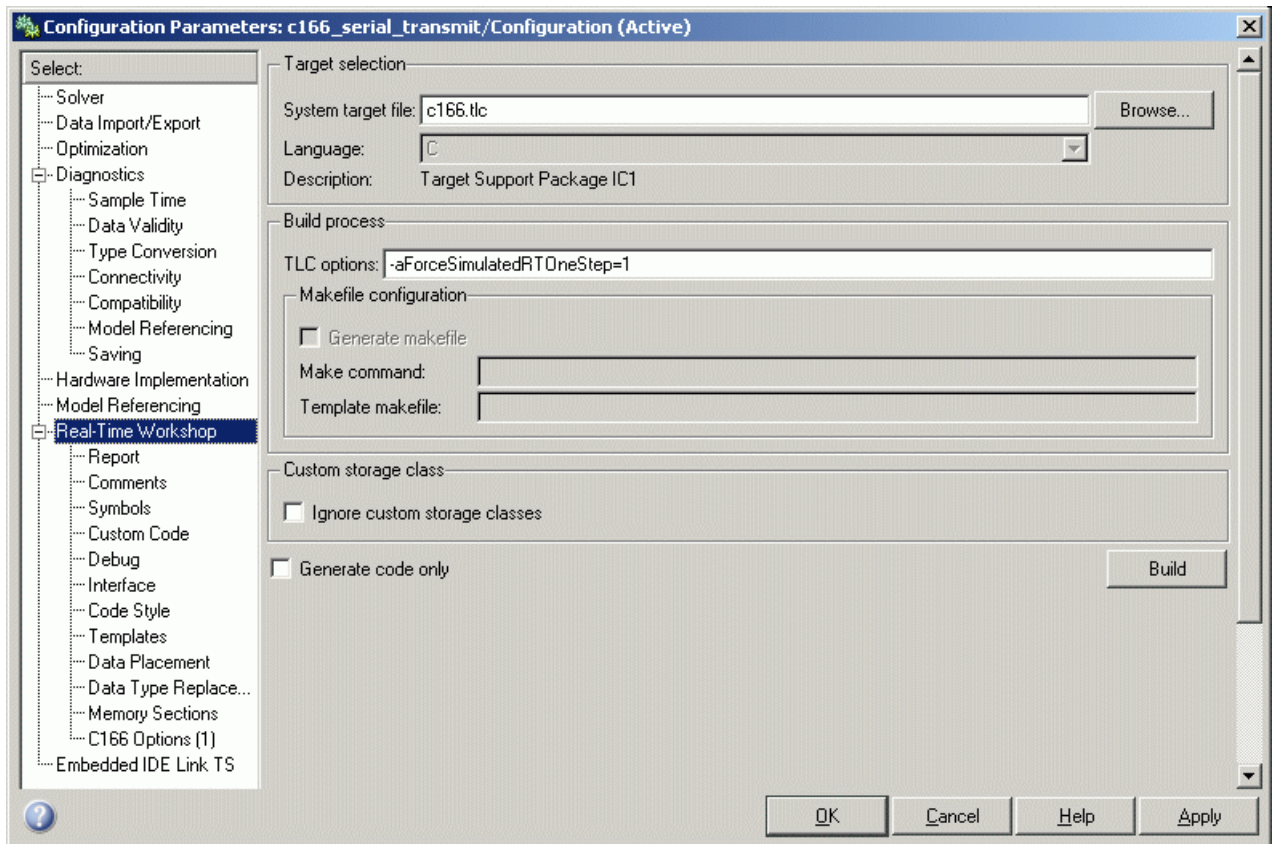 Configuration Parameters: c166_serial_transmit/Configuration (Active)
Select:
Solver
Data Import/Export
Optimization
Diagnostics
Sample Time
Data Validity
Type Conversion
Connectivity
Compatibility
Model Referencing
Saving
Hardware Implementation
Model Referencing
Real-Time Workshop
Report
Comments
Symbols
Custom Code
Debug
Interface
Code Style
Templates
Data Placement
Data Type Replace...
Memory Sections
C166 Options (1)
Embedded IDE Link TS
Target selection
System target file: c166.tlc Browse...
Language: C
Description: Target Support Package IC1
Build process
TLC options: -aForceSimulatedRTOneStep=1
Makefile configuration
Generate makefile
Make command:
Template makefile:
Custom storage class
Ignore custom storage classes
Generate code only Build
OK Cancel Help Apply